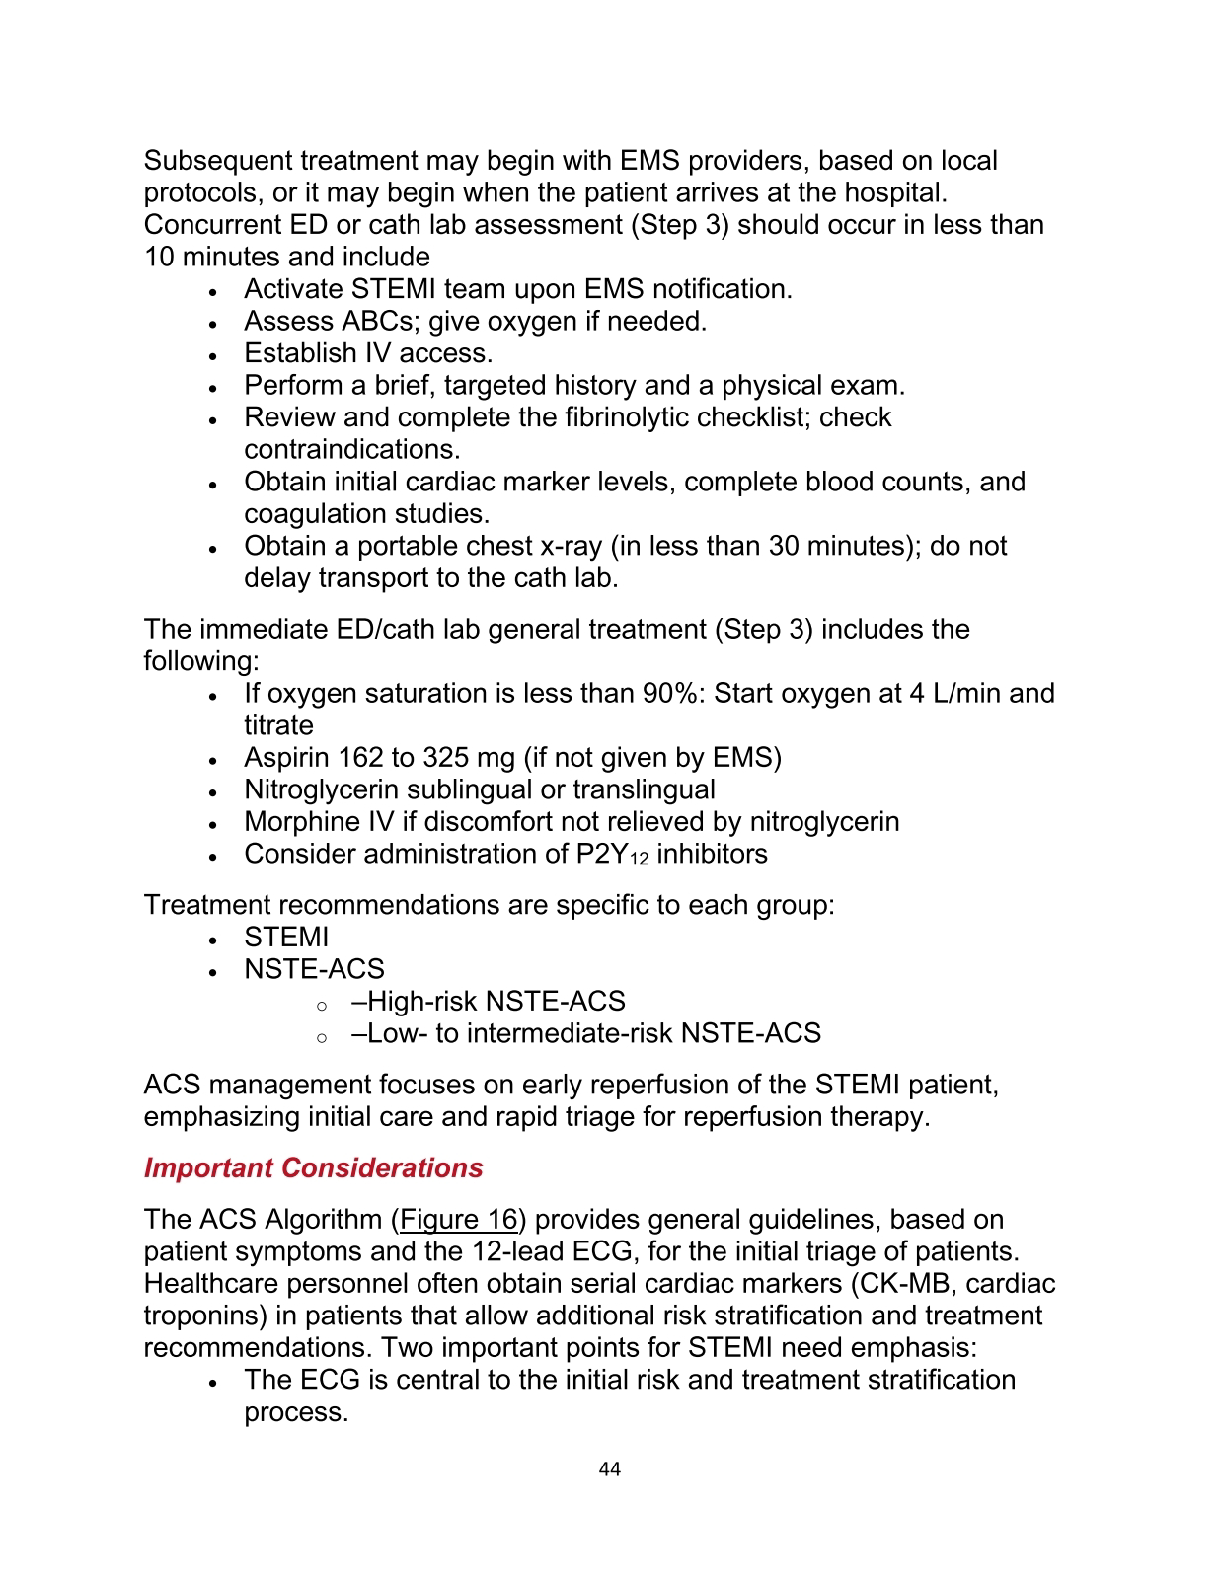 Subsequent treatment may begin with EMS providers, based on local
protocols, or it may begin when the patient arrives at the hospital.
Concurrent ED or cath lab assessment (Step 3) should occur in less than
10 minutes and include
• Activate STEMI team upon EMS notification.
• Assess ABCs; give oxygen if needed.
• Establish IV access.
• Perform a brief, targeted history and a physical exam.
• Review and complete the fibrinolytic checklist; check
contraindications.
• Obtain initial cardiac marker levels, complete blood counts, and
coagulation studies.
• Obtain a portable chest x-ray (in less than 30 minutes); do not
delay transport to the cath lab.
The immediate ED/cath lab general treatment (Step 3) includes the
following:
• If oxygen saturation is less than 90%: Start oxygen at 4 L/min and
titrate
• Aspirin 162 to 325 mg (if not given by EMS)
• Nitroglycerin sublingual or translingual
• Morphine IV if discomfort not relieved by nitroglycerin
• Consider administration of P2Y₁₂ inhibitors
Treatment recommendations are specific to each group:
• STEMI
• NSTE-ACS
○ –High-risk NSTE-ACS
○ –Low- to intermediate-risk NSTE-ACS
ACS management focuses on early reperfusion of the STEMI patient,
emphasizing initial care and rapid triage for reperfusion therapy.
Important Considerations
The ACS Algorithm (Figure 16) provides general guidelines, based on
patient symptoms and the 12-lead ECG, for the initial triage of patients.
Healthcare personnel often obtain serial cardiac markers (CK-MB, cardiac
troponins) in patients that allow additional risk stratification and treatment
recommendations. Two important points for STEMI need emphasis:
• The ECG is central to the initial risk and treatment stratification
process.
44